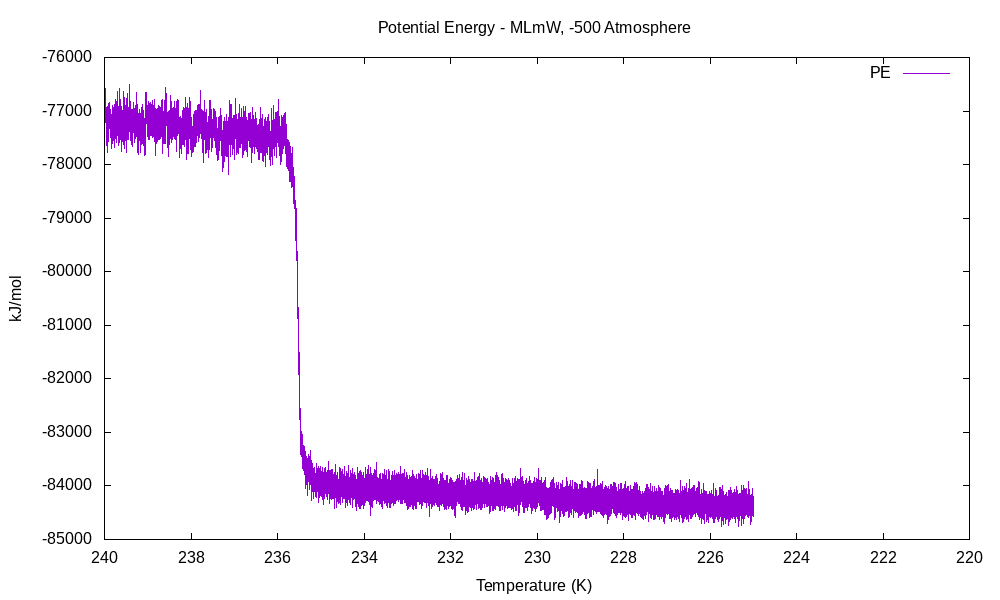 Potential Energy - MLmW, -500 Atmosphere
-76000
PE
-77000
-78000
-79000
-80000
kJ/mol
-81000
-82000
-83000
-84000
-85000
240 238 236 234 232 230 228 226 224 222 220
Temperature (K)